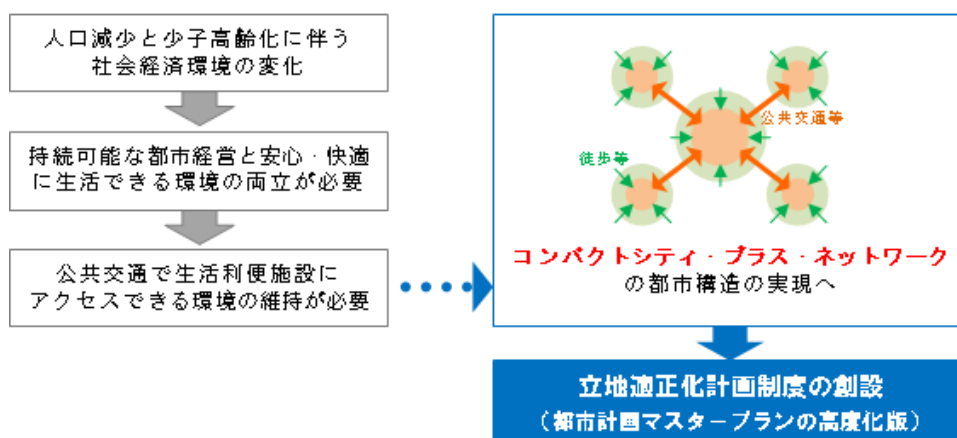 人口減少と少子高齢化に伴う
社会経済環境の変化
持続可能な都市経営と安心・快適
に生活できる環境の両立が必要
公共交通で生活利便施設に
アクセスできる環境の維持が必要
公共交通等
徒歩等
コンパクトシティ・プラス・ネットワーク
の都市構造の実現へ
立地適正化計画制度の創設
（都市計画マスタープランの高度化版）